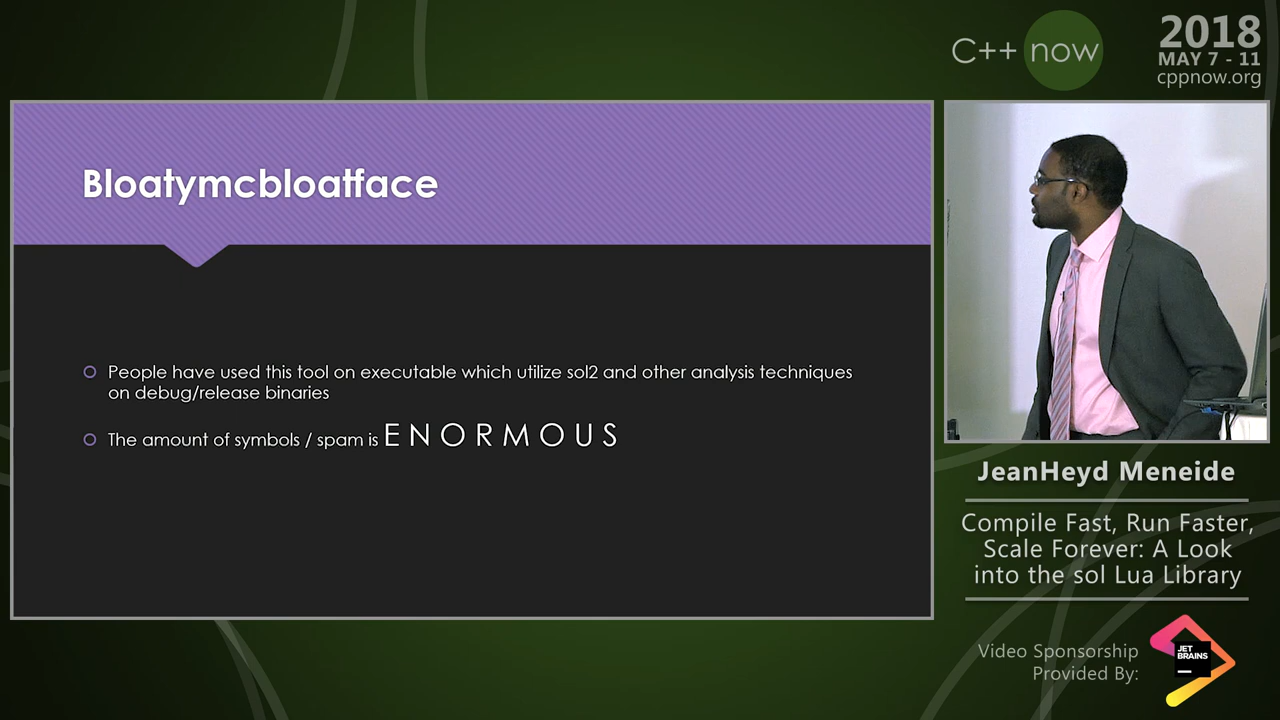 C++ now
2018
MAY 7 - 11
cppnow.org
Bloatymcbloatface
People have used this tool on executable which utilize sol2 and other analysis techniques
on debug/release binaries
The amount of symbols / spam is ENORMOUS
JeanHeyd Meneide
Compile Fast, Run Faster,
Scale Forever: A Look
into the sol Lua Library
Video Sponsorship
Provided By:
JET
BRAINS